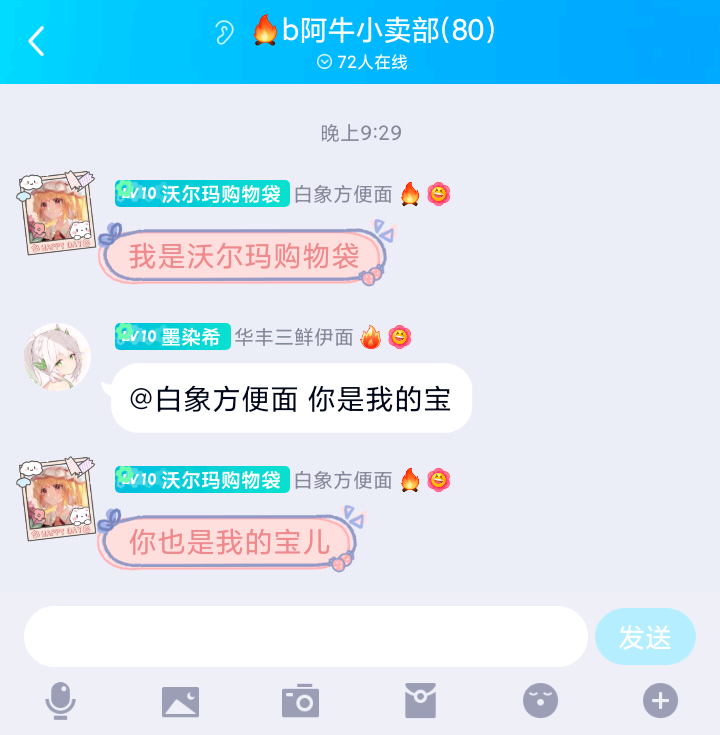 🔥b阿牛小卖部(80)
72人在线
晚上9:29
LV10 沃尔玛购物袋 白象方便面🔥
我是沃尔玛购物袋
LV10 墨染希 华丰三鲜伊面🔥
@白象方便面 你是我的宝
LV10 沃尔玛购物袋 白象方便面🔥
你也是我的宝儿
发送